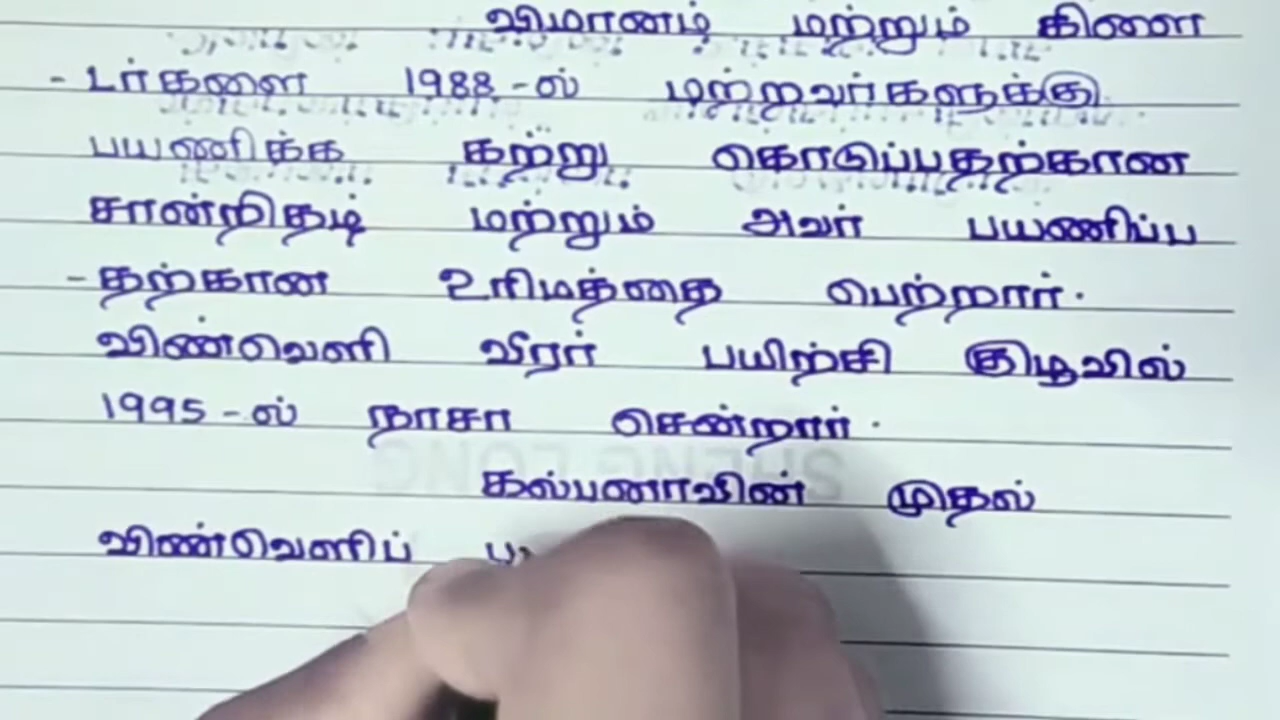 விமானம் மற்றும் கிளை
-டர்களை 1988-ல் மற்றவர்களுக்கு
பயணிக்க கற்று கொடுப்பதற்கான
சான்றிதழ் மற்றும் அவர் பயணிப்ப
-தற்கான உரிமத்தை பெற்றார்.
விண்வெளி வீரர் பயிற்சி குழுவில்
1995-ல் நாசா சென்றார்.
கல்பனாவின் முதல்
விண்வெளிப்